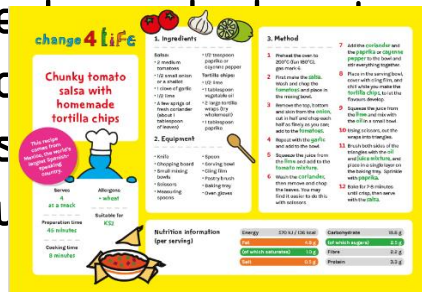 change 4 LiFE
Chunky tomato
salsa with
homemade
tortilla chips
This recipe
comes from
Mexico, the world's
largest Spanish-
speaking
country.
Serves
4
as a snack
Allergens
• wheat
Preparation time
45 minutes
Suitable for
KS2
Cooking time
8 minutes
1. Ingredients
Salsa:
• 2 medium
tomatoes
• 1/2 small onion
or a shallot
• 1 clove of garlic
• 1/2 lime
• A few sprigs of
fresh coriander
(about 1
tablespoon
of leaves)
• 1/2 teaspoon
paprika or
cayenne pepper
Tortilla chips:
• 1/2 lime
• 1 tablespoon
vegetable oil
• 2 large tortilla
wraps (try
wholemeal)
• 1/2 teaspoon
paprika
2. Equipment
• Knife
• Chopping board
• Small mixing
bowls
• Scissors
• Measuring
spoons
• Spoon
• Serving bowl
• Cling film
• Pastry brush
• Baking tray
• Oven gloves
3. Method
1 Preheat the oven to
200°C (fan 180°C),
gas mark 6.
2 First make the salsa.
Wash and chop the
tomatoes and place in
the mixing bowl.
3 Remove the top, bottom
and skin from the onion,
cut in half and chop each
half as finely as you can;
add to the tomatoes.
4 Repeat with the garlic
and add to the bowl.
5 Squeeze the juice from
the lime and add to the
tomato mixture.
6 Wash the coriander,
then remove and chop
the leaves. You may
find it easier to do this
with scissors.
7 Add the coriander and
the paprika or cayenne
pepper to the bowl and
stir everything together.
8 Place in the serving bowl,
cover with cling film, and
chill while you make the
tortilla chips, to let the
flavours develop.
9 Squeeze the juice from
the lime and mix with
the oil in a small bowl.
10 Using scissors, cut the
wraps into triangles.
11 Brush both sides of the
triangles with the oil
and juice mixture, and
place in a single layer on
the baking tray. Sprinkle
with paprika.
12 Bake for 7-8 minutes
until crisp, then serve
with the salsa.
Nutrition information
(per serving)
Energy
Fat
(of which saturates)
Salt
Carbohydrate
(of which sugars)
Fibre
Protein